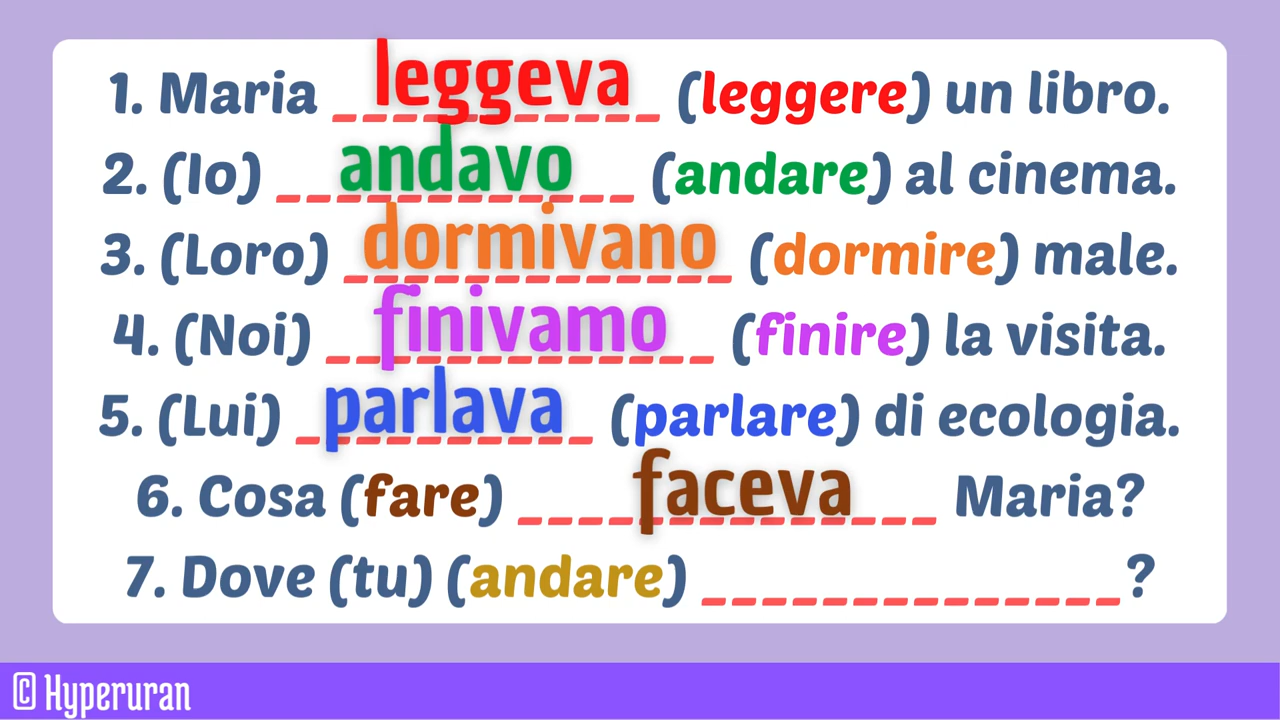 1. Maria leggeva (leggere) un libro.
2. (Io) andavo (andare) al cinema.
3. (Loro) dormivano (dormire) male.
4. (Noi) finivamo (finire) la visita.
5. (Lui) parlava (parlare) di ecologia.
6. Cosa (fare) faceva Maria?
7. Dove (tu) (andare) ______________?
© Hyperuran